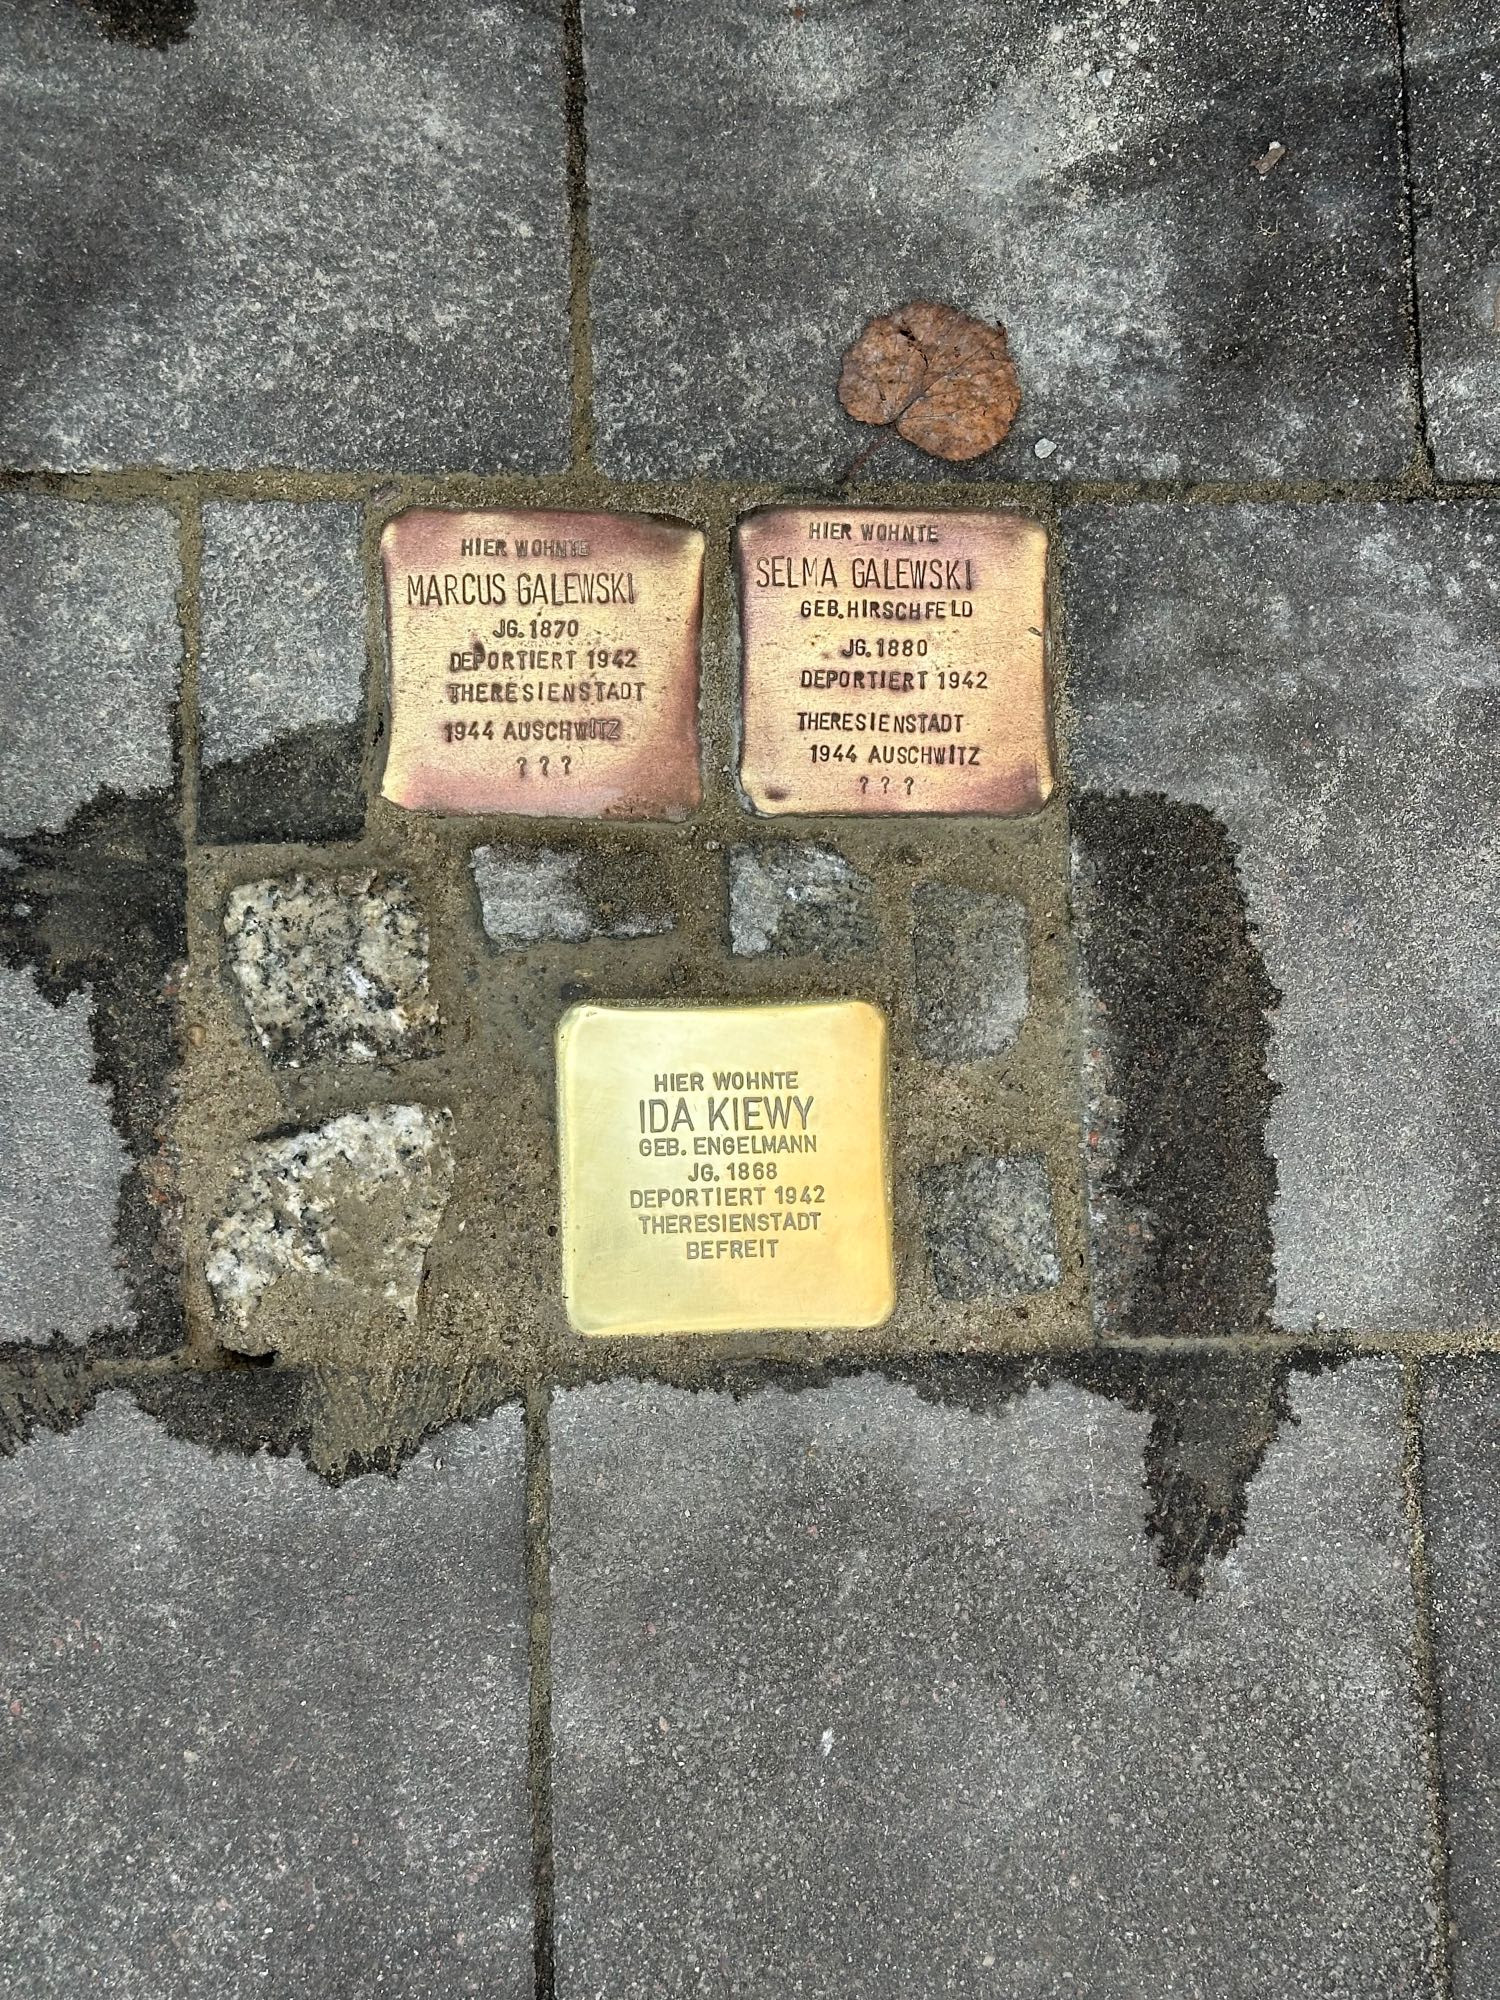 HIER WOHNTE
MARCUS GALEWSKI
JG. 1870
DEPORTIERT 1942
THERESIENSTADT
1944 AUSCHWITZ
? ? ?
HIER WOHNTE
SELMA GALEWSKI
GEB. HIRSCHFELD
JG. 1880
DEPORTIERT 1942
THERESIENSTADT
1944 AUSCHWITZ
? ? ?
HIER WOHNTE
IDA KIEWY
GEB. ENGELMANN
JG. 1868
DEPORTIERT 1942
THERESIENSTADT
BEFREIT